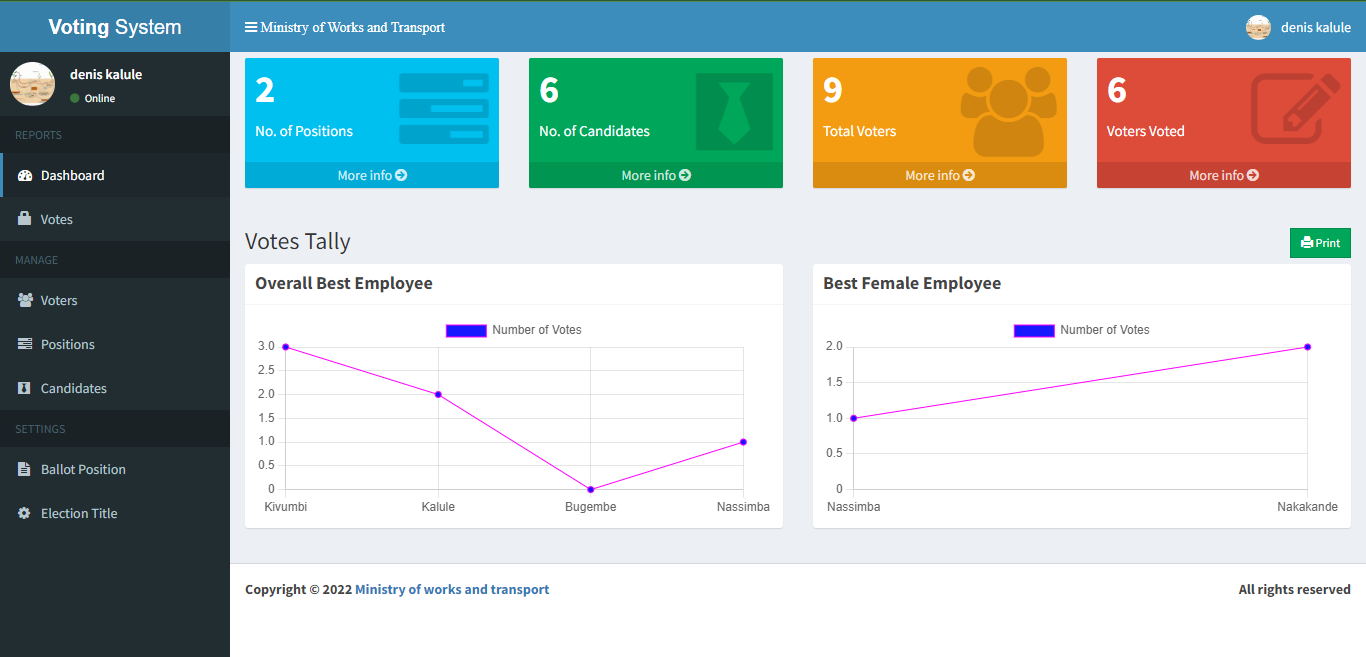 Voting System
Ministry of Works and Transport
denis kalule
denis kalule
Online
REPORTS
Dashboard
Votes
MANAGE
Voters
Positions
Candidates
SETTINGS
Ballot Position
Election Title
2
No. of Positions
More info
6
No. of Candidates
More info
9
Total Voters
More info
6
Voters Voted
More info
Votes Tally
Print
Overall Best Employee
Number of Votes
3.0
2.5
2.0
1.5
1.0
0.5
0
Kivumbi Kalule Bugembe Nassimba
Best Female Employee
Number of Votes
2.0
1.5
1.0
0.5
0
Nassimba Nakakande
Copyright © 2022 Ministry of works and transport
All rights reserved